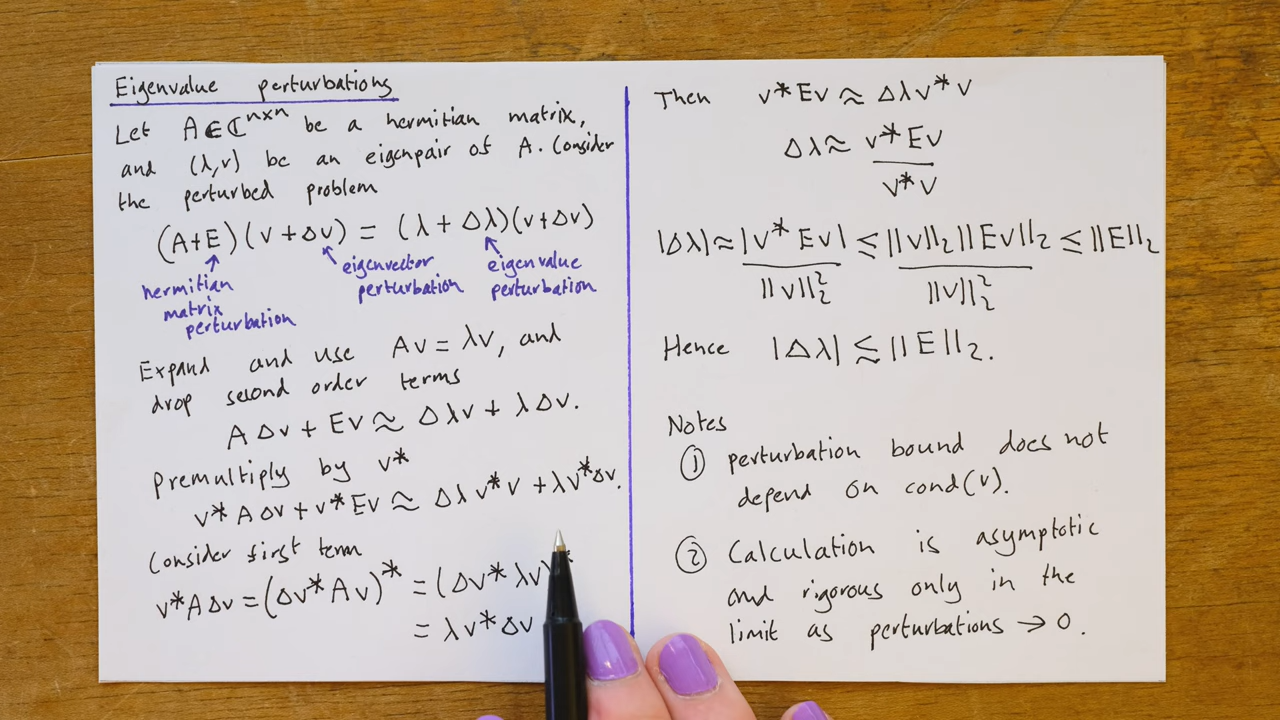 Eigenvalue perturbations
Let A ∈ ℂ^{n×n} be a hermitian matrix,
and (λ,v) be an eigenpair of A. Consider
the perturbed problem
(A+E)(v+Δv) = (λ+Δλ)(v+Δv)
hermitian
matrix
perturbation
eigenvector
perturbation
eigenvalue
perturbation
Expand and use Av = λv, and
drop second order terms
AΔv + Ev ≈ Δλv + λΔv.
Premultiply by v*
v*AΔv + v*Ev ≈ Δλv*v + λv*Δv.
Consider first term
v*AΔv = (Δv*Av)* = (Δv*λv)*
= λv*Δv
Then v*Ev ≈ Δλv*v
Δλ ≈ v*Ev
v*v
|Δλ| ≈ |v*Ev| ≤ ||v||₂||Ev||₂ ≤ ||E||₂
||v||₂² ||v||₂²
Hence |Δλ| ≲ ||E||₂.
Notes
① perturbation bound does not
depend on cond(v).
② Calculation is asymptotic
and rigorous only in the
limit as perturbations → 0.